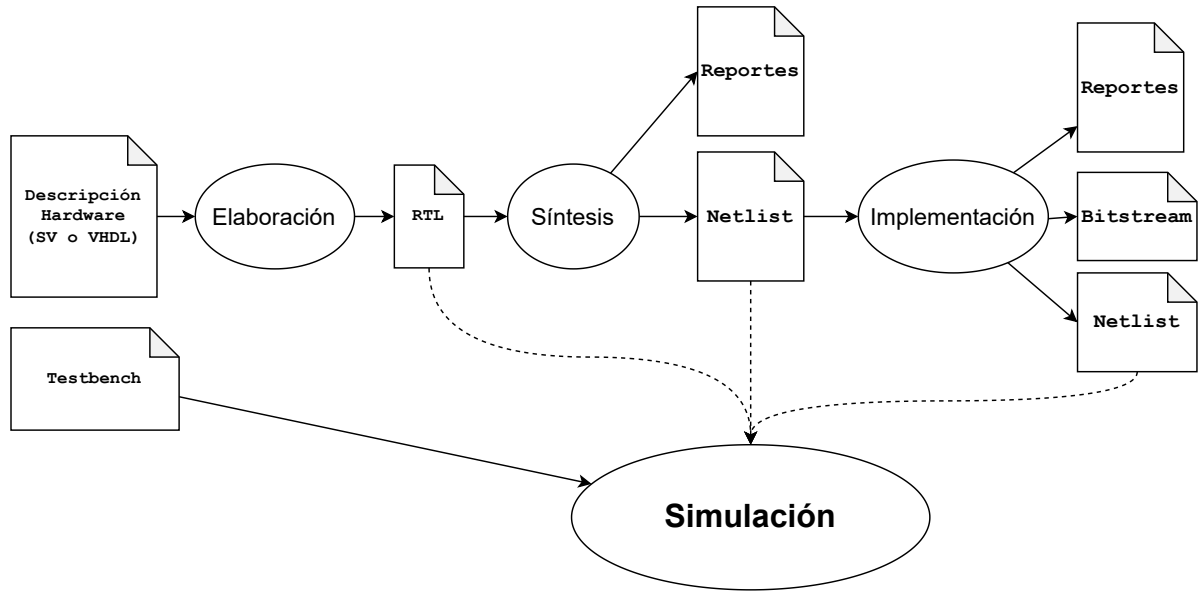 Reportes
Reportes
Descripción
Hardware
(SV o VHDL)
Elaboración
RTL
Síntesis
Netlist
Implementación
Bitstream
Netlist
Testbench
Simulación